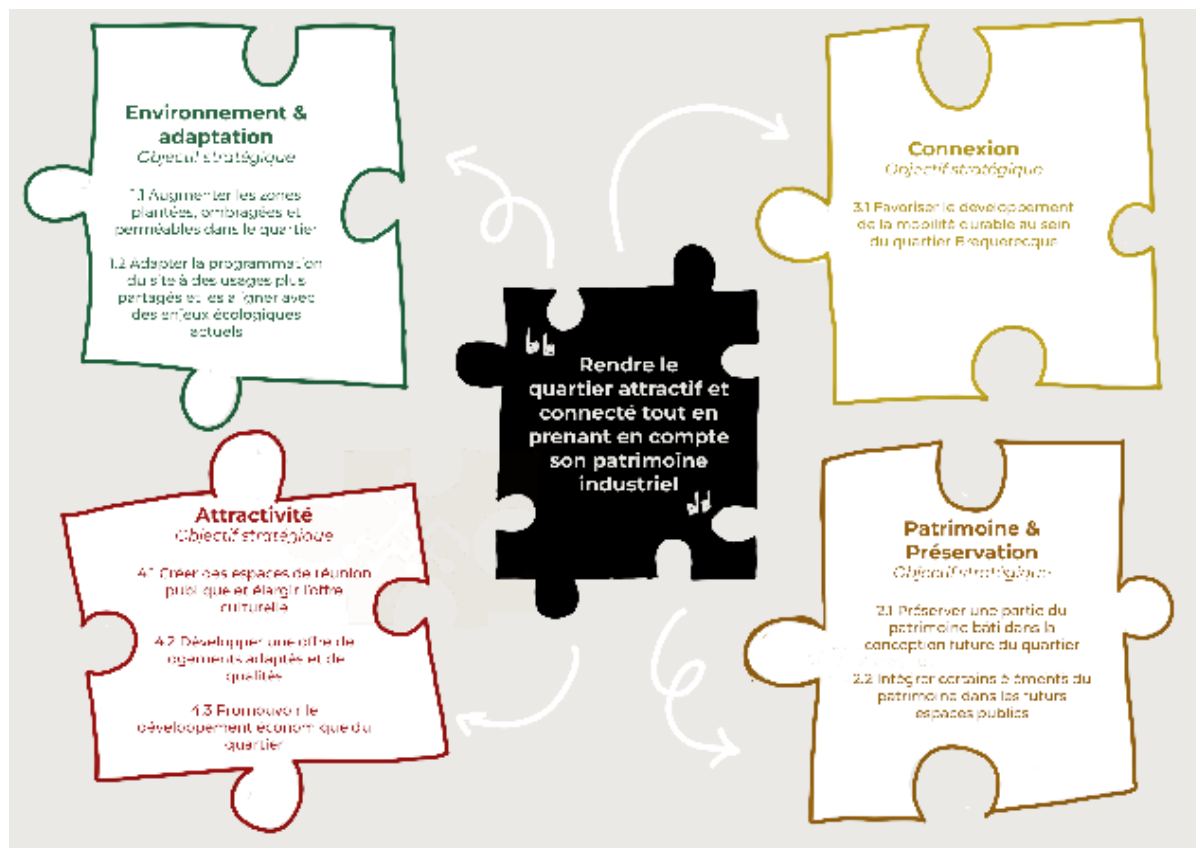 Environnement &
adaptation
Objectif stratégique
1.1 Augmenter les zones
plantées, ombragées et
perméables dans le quartier
1.2 Adapter la programmation
du site à des usages plus
partagés et les aligner avec
des enjeux écologiques
actuels
Connexion
Objectif stratégique
3.1 Favoriser le développement
de la mobilité durable au sein
du quartier Brequerecque
Rendre le
quartier attractif et
connecté tout en
prenant en compte
son patrimoine
industriel
Attractivité
Objectif stratégique
4.1 Créer des espaces de réunion
publique et élargir l'offre
culturelle
4.2 Développer une offre de
logements adaptés et de
qualités
4.3 Promouvoir le
développement économique du
quartier
Patrimoine &
Préservation
Objectif stratégique
2.1 Préserver une partie du
patrimoine bâti dans la
conception future du quartier
2.2 Intégrer certains éléments du
patrimoine dans les futurs
espaces publics